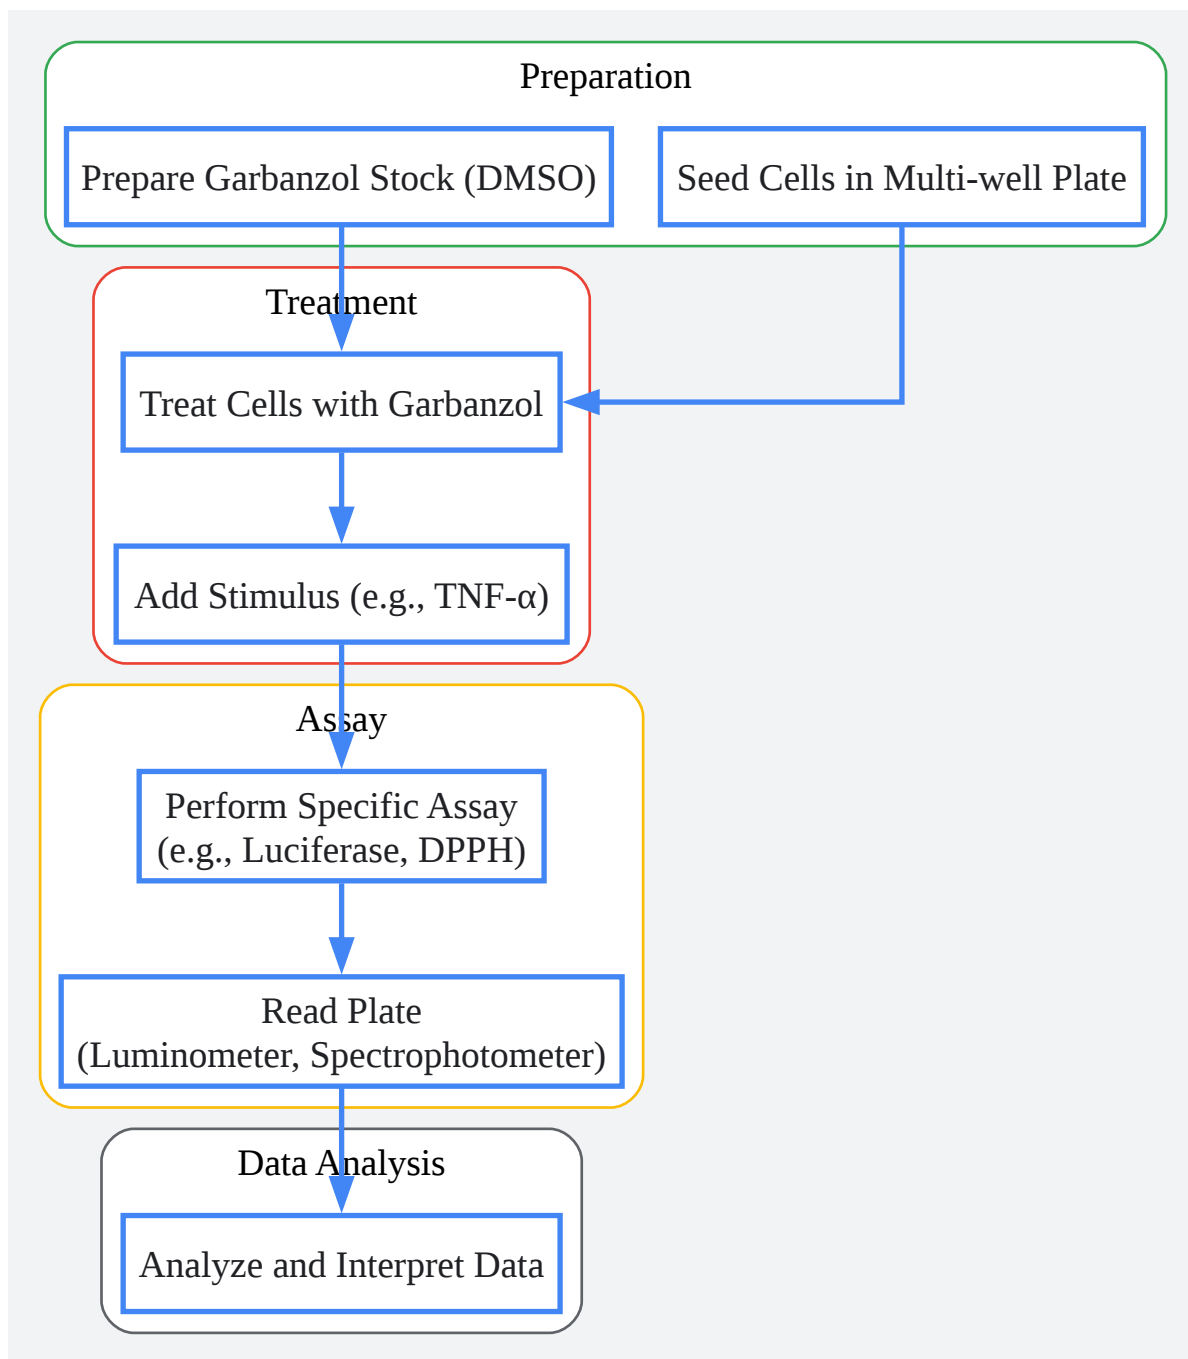 Preparation
Prepare Garbanzol Stock (DMSO)
Seed Cells in Multi-well Plate
Treatment
Treat Cells with Garbanzol
Add Stimulus (e.g., TNF-α)
Assay
Perform Specific Assay
(e.g., Luciferase, DPPH)
Read Plate
(Luminometer, Spectrophotometer)
Data Analysis
Analyze and Interpret Data